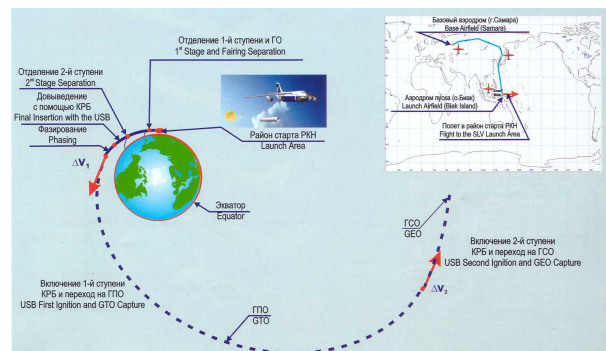 Отделение 1-й ступени и ГО
1st Stage and Fairing Separation
Отделение 2-й ступени
2nd Stage Separation
Довыведение
с помощью КРБ
Final Insertion with the USB
Фазирование
Phasing
ΔV1
Район старта РКН
Launch Area
Экватор
Equator
Базовый аэродром (г.Самара)
Base Airfield (Samara)
Аэродром пуска (о.Биак)
Launch Airfield (Biak Island)
Полет в район старта РКН
Flight to the SLV Launch Area
ГСО
GEO
Включение 2-й ступени
КРБ и переход на ГСО
USB Second Ignition and GEO Capture
ΔV2
Включение 1-й ступени
КРБ и переход на ГПО
USB First Ignition and GTO Capture
ГПО
GTO